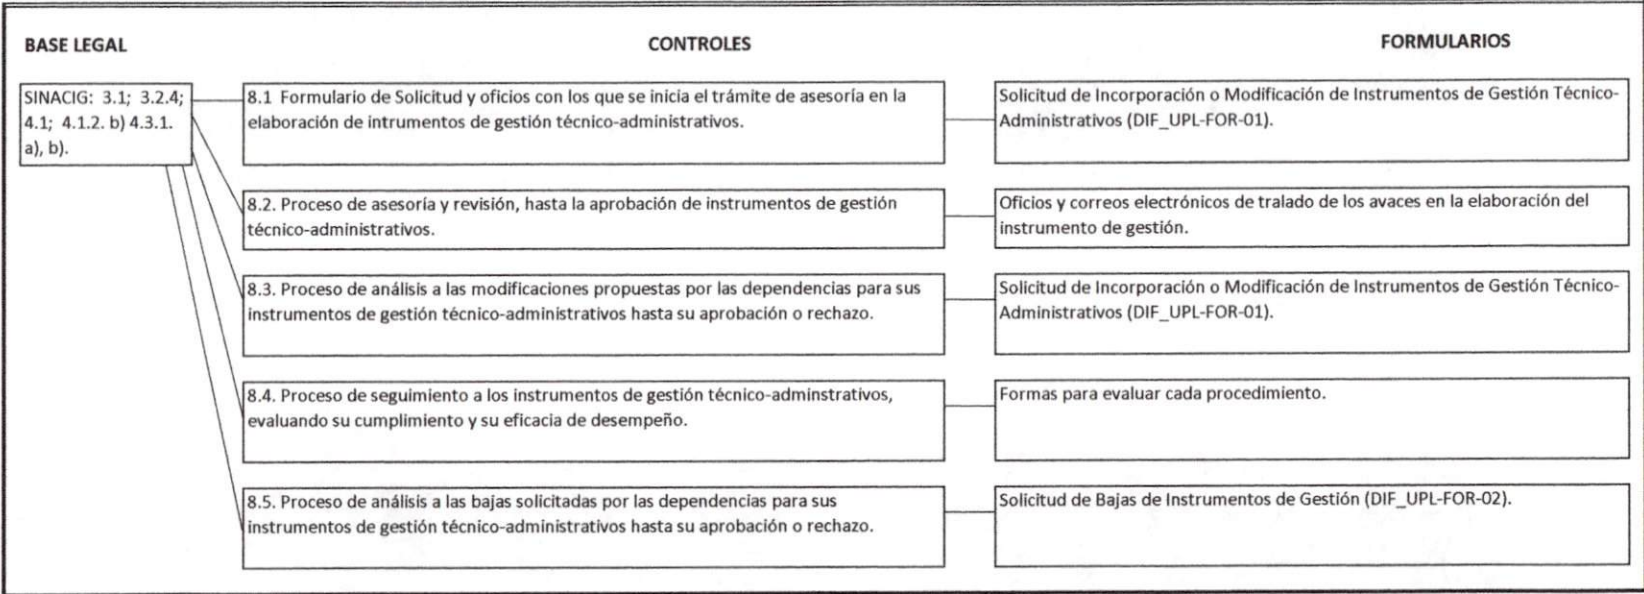 BASE LEGAL
CONTROLES
FORMULARIOS
SINACIG: 3.1; 3.2.4;
4.1; 4.1.2. b) 4.3.1.
a), b).
8.1 Formulario de Solicitud y oficios con los que se inicia el trámite de asesoría en la
elaboración de intrumentos de gestión técnico-administrativos.
Solicitud de Incorporación o Modificación de Instrumentos de Gestión Técnico-
Administrativos (DIF_UPL-FOR-01).
8.2. Proceso de asesoría y revisión, hasta la aprobación de instrumentos de gestión
técnico-administrativos.
Oficios y correos electrónicos de tralado de los avaces en la elaboración del
instrumento de gestión.
8.3. Proceso de análisis a las modificaciones propuestas por las dependencias para sus
instrumentos de gestión técnico-administrativos hasta su aprobación o rechazo.
Solicitud de Incorporación o Modificación de Instrumentos de Gestión Técnico-
Administrativos (DIF_UPL-FOR-01).
8.4. Proceso de seguimiento a los instrumentos de gestión técnico-adminstrativos,
evaluando su cumplimiento y su eficacia de desempeño.
Formas para evaluar cada procedimiento.
8.5. Proceso de análisis a las bajas solicitadas por las dependencias para sus
instrumentos de gestión técnico-administrativos hasta su aprobación o rechazo.
Solicitud de Bajas de Instrumentos de Gestión (DIF_UPL-FOR-02).